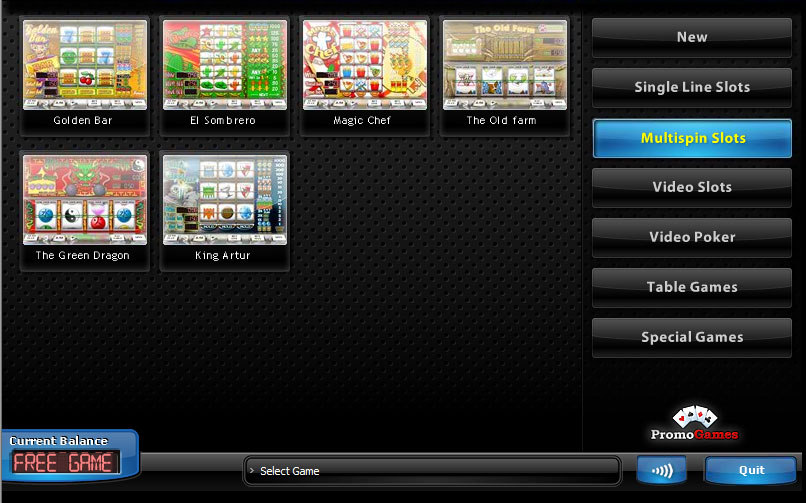 Golden Bar
El Sombrero
Magic Chef
The Old farm
The Green Dragon
King Artur
New
Single Line Slots
Multispin Slots
Video Slots
Video Poker
Table Games
Special Games
PromoGames
Current Balance
FREE GAME
› Select Game
Quit